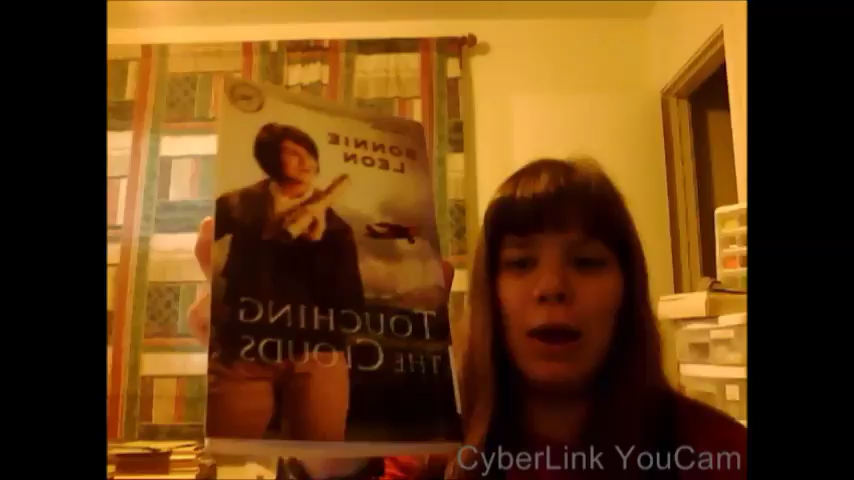 BONNIE
LEON
TOUCHING
THE CLOUDS
CyberLink YouCam